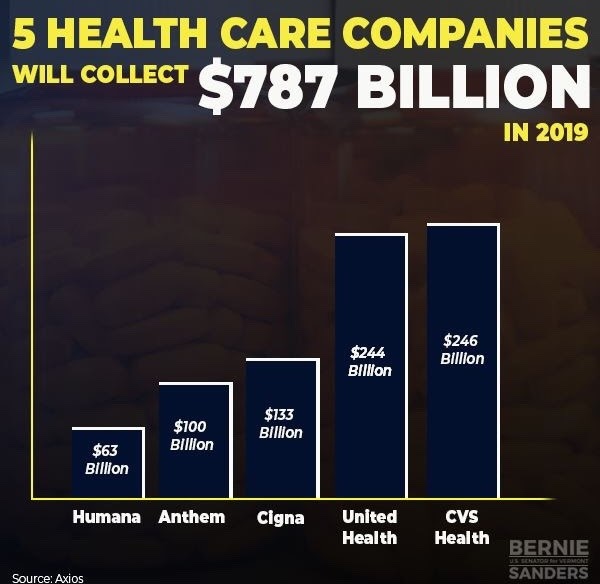 5 HEALTH CARE COMPANIES
WILL COLLECT $787 BILLION
IN 2019
$63
Billion
$100
Billion
$133
Billion
$244
Billion
$246
Billion
Humana
Anthem
Cigna
United
Health
CVS
Health
BERNIE
U.S. SENATOR for VERMONT
SANDERS
Source: Axios